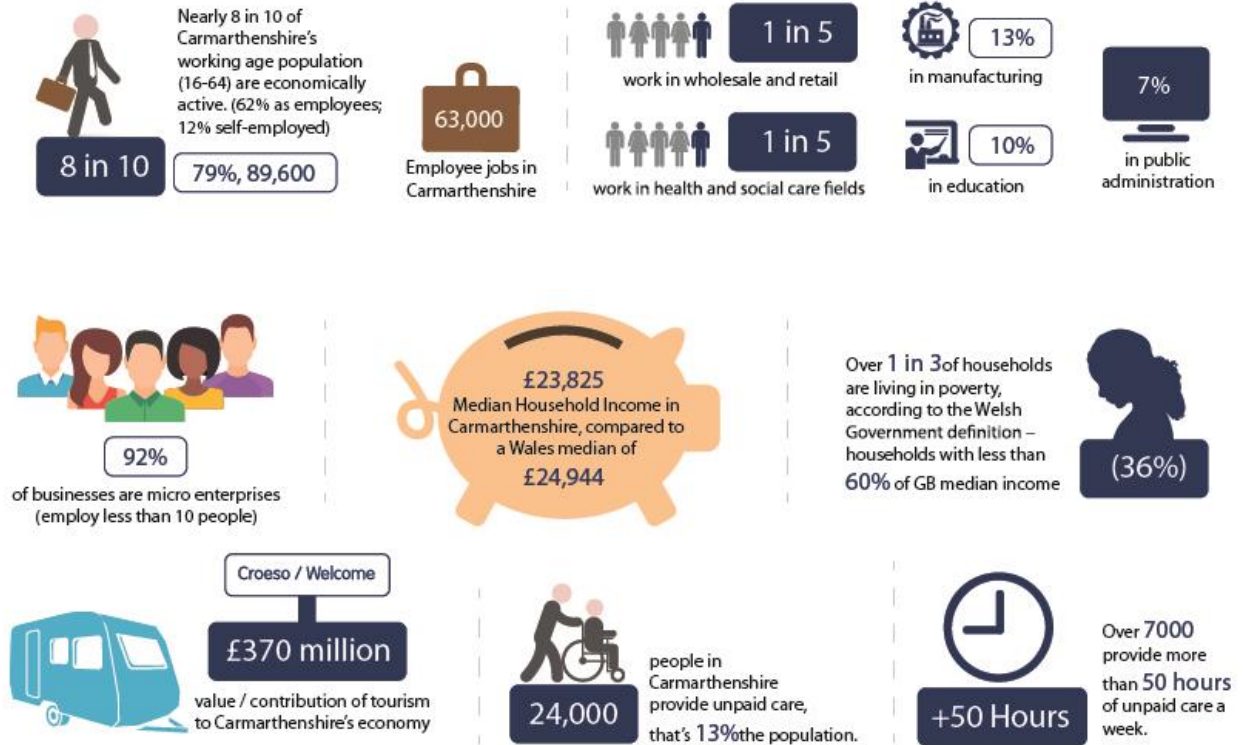 Nearly 8 in 10 of
Carmarthenshire's
working age population
(16-64) are economically
active. (62% as employees;
12% self-employed)
8 in 10
79%, 89,600
63,000
Employee jobs in
Carmarthenshire
1 in 5
work in wholesale and retail
1 in 5
work in health and social care fields
13%
in manufacturing
10%
in education
7%
in public
administration
92%
of businesses are micro enterprises
(employ less than 10 people)
£23,825
Median Household Income in
Carmarthenshire, compared to
a Wales median of
£24,944
Over 1 in 3of households
are living in poverty,
according to the Welsh
Government definition –
households with less than
60% of GB median income
(36%)
Croeso / Welcome
£370 million
value / contribution of tourism
to Carmarthenshire's economy
24,000
people in
Carmarthenshire
provide unpaid care,
that's 13%the population.
+50 Hours
Over 7000
provide more
than 50 hours
of unpaid care a
week.